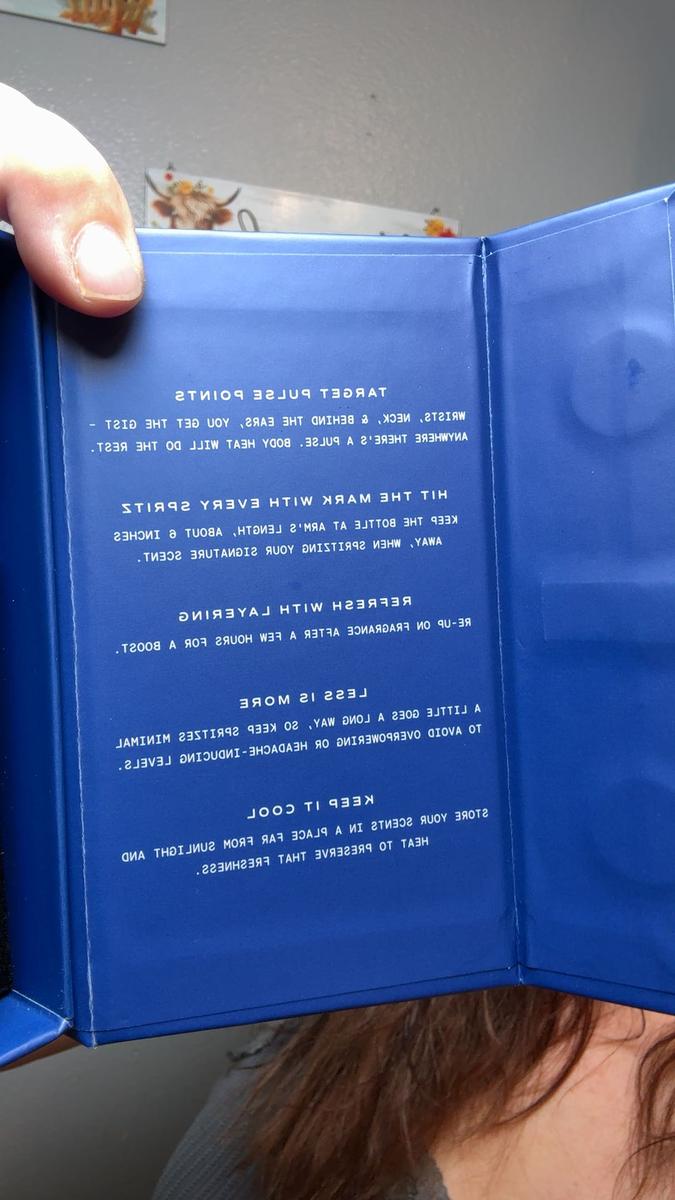 TARGET PULSE POINTS
WRISTS, NECK, & BEHIND THE EARS, YOU GET THE GIST –
ANYWHERE THERE'S A PULSE. BODY HEAT WILL DO THE REST.
HIT THE MARK WITH EVERY SPRITZ
KEEP THE BOTTLE AT ARM'S LENGTH, ABOUT 6 INCHES
AWAY, WHEN SPRITZING YOUR SIGNATURE SCENT.
REFRESH WITH LAYERING
RE-UP ON FRAGRANCE AFTER A FEW HOURS FOR A BOOST.
LESS IS MORE
A LITTLE GOES A LONG WAY, SO KEEP SPRITZES MINIMAL
TO AVOID OVERPOWERING OR HEADACHE-INDUCING LEVELS.
KEEP IT COOL
STORE YOUR SCENTS IN A PLACE FAR FROM SUNLIGHT AND
HEAT TO PRESERVE THAT FRESHNESS.